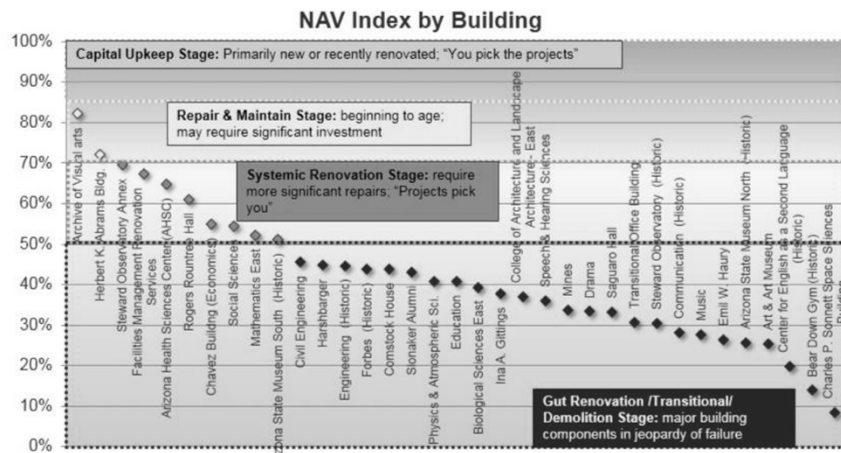 NAV Index by Building
100%
90%
80%
70%
60%
50%
40%
30%
20%
10%
0%
Capital Upkeep Stage: Primarily new or recently renovated; “You pick the projects”
Repair & Maintain Stage: beginning to age;
may require significant investment
Systemic Renovation Stage: require
more significant repairs; “Projects pick
you”
Gut Renovation /Transitional/
Demolition Stage: major building
components in jeopardy of failure
Archive of Visual arts
Herbert K. Abrams Bldg.
Steward Observatory Annex
Facilities Management Renovation
Services
Arizona Health Sciences Center (AHSC)
Rogers Rountree Hall
Chavez Building (Economics)
Social Sciences
Mathematics East
zona State Museum South (Historic)
Civil Engineering
Harshbarger
Engineering (Historic)
Forbes (Historic)
Comstock House
Slonaker Alumni
Physics & Atmospheric Sci.
Education
Biological Sciences East
Ina A. Gittings
College of Architecture and Landscape
Architecture - East
Speech & Hearing Sciences
Mines
Drama
Saguaro Hall
Transitional Office Building
Steward Observatory (Historic)
Communication (Historic)
Music
Emil W. Haury
Arizona State Museum North (Historic)
Art & Art Museum
Center for English as a Second Language
(Historic)
Bear Down Gym (Historic)
Charles P. Sonnett Space Sciences